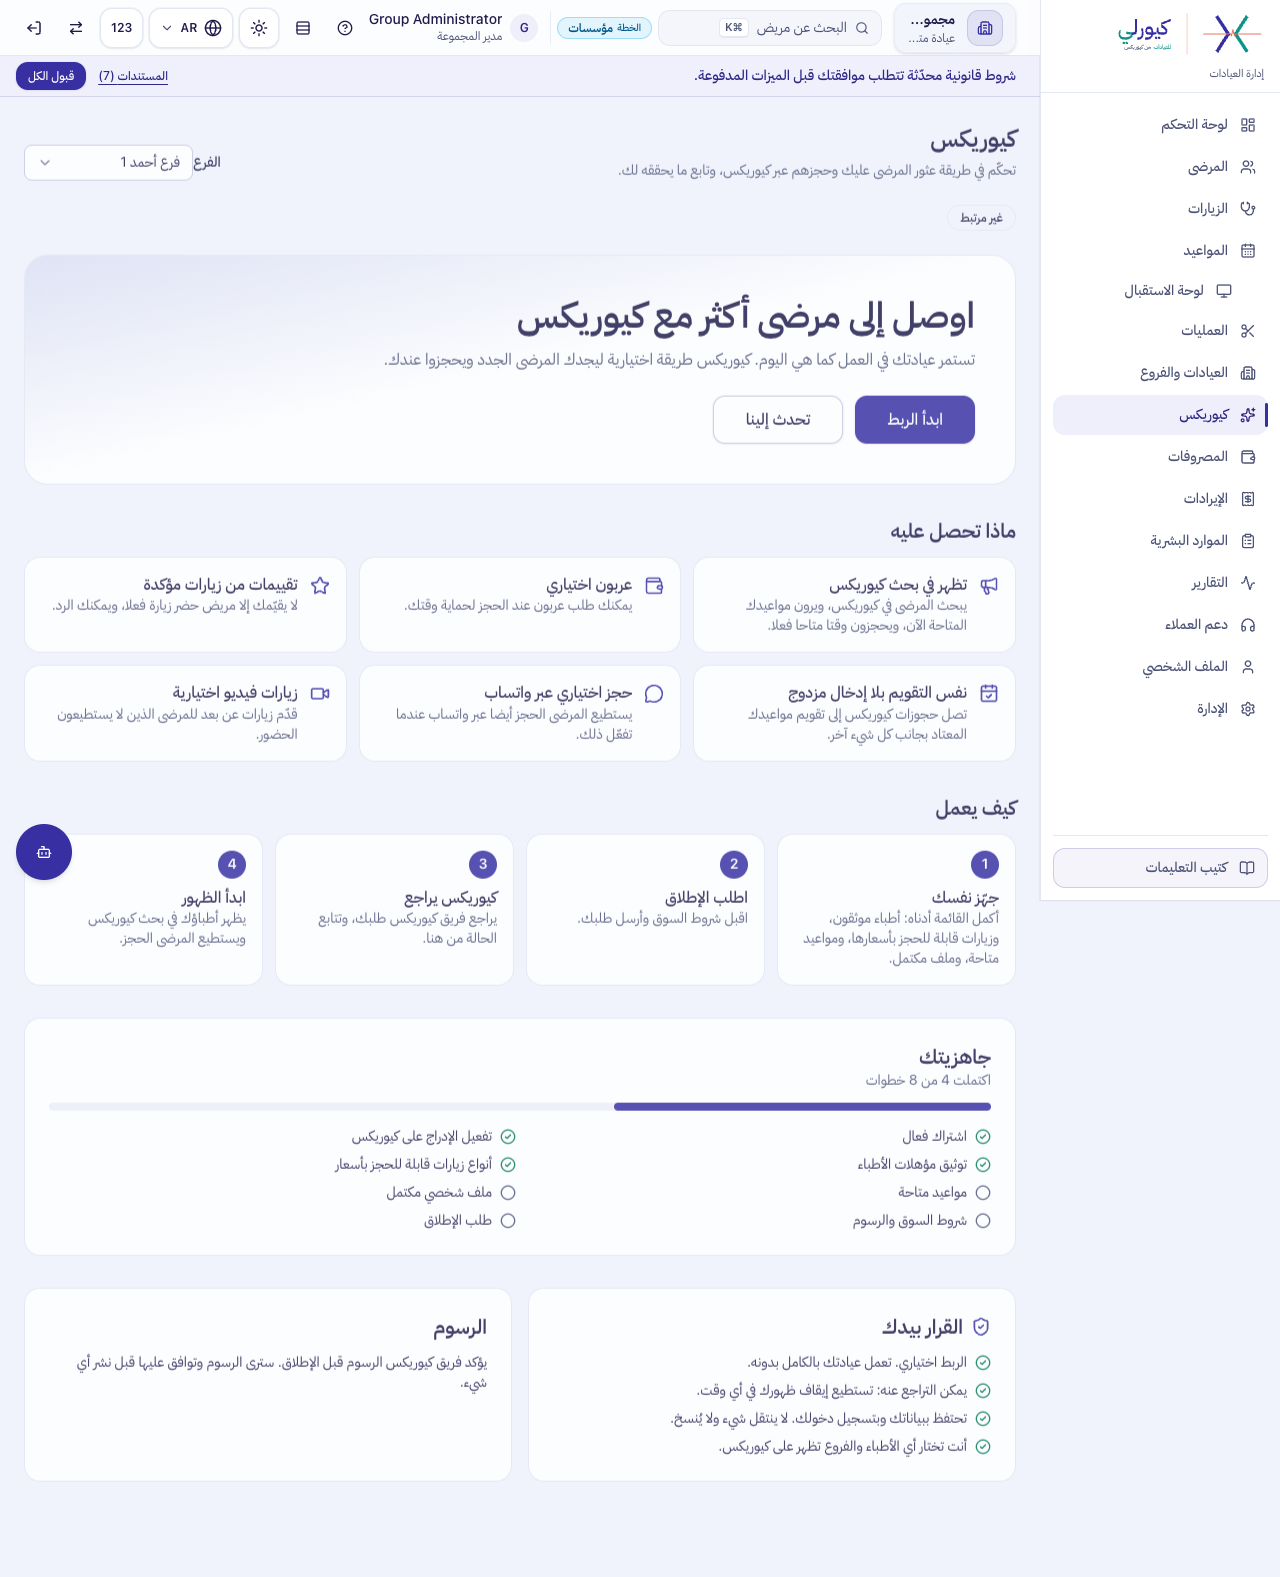 كيورلي
للعيادات من كيوريكس
إدارة العيادات
لوحة التحكم
المرضى
الزيارات
المواعيد
لوحة الاستقبال
العمليات
العيادات والفروع
كيوريكس
المصروفات
الإيرادات
الموارد البشرية
التقارير
دعم العملاء
الملف الشخصي
الإدارة
كتيب التعليمات
مجمو...
عيادة مت...
البحث عن مريض ⌘K
الخطة مؤسسات
G
Group Administrator
مدير المجموعة
AR
123
شروط قانونية محدّثة تتطلب موافقتك قبل الميزات المدفوعة.
المستندات (7)
قبول الكل
كيوريكس
تحكّم في طريقة عثور المرضى عليك وحجزهم عبر كيوريكس، وتابع ما يحققه لك.
الفرع
فرع أحمد 1
غير مرتبط
اوصل إلى مرضى أكثر مع كيوريكس
تستمر عيادتك في العمل كما هي اليوم. كيوريكس طريقة اختيارية ليجدك المرضى الجدد ويحجزوا عندك.
ابدأ الربط
تحدث إلينا
ماذا تحصل عليه
تظهر في بحث كيوريكس
يبحث المرضى في كيوريكس، ويرون مواعيدك
المتاحة الآن، ويحجزون وقتا متاحا فعلا.
عربون اختياري
يمكنك طلب عربون عند الحجز لحماية وقتك.
تقييمات من زيارات مؤكدة
لا يقيّمك إلا مريض حضر زيارة فعلا، ويمكنك الرد.
نفس التقويم بلا إدخال مزدوج
تصل حجوزات كيوريكس إلى تقويم مواعيدك
المعتاد بجانب كل شيء آخر.
حجز اختياري عبر واتساب
يستطيع المرضى الحجز أيضا عبر واتساب عندما
تفعّل ذلك.
زيارات فيديو اختيارية
قدّم زيارات عن بعد للمرضى الذين لا يستطيعون
الحضور.
كيف يعمل
1
جهّز نفسك
أكمل القائمة أدناه: أطباء موثقون،
وزيارات قابلة للحجز بأسعارها، ومواعيد
متاحة، وملف مكتمل.
2
اطلب الإطلاق
اقبل شروط السوق وأرسل طلبك.
3
كيوريكس يراجع
يراجع فريق كيوريكس طلبك، وتتابع
الحالة من هنا.
4
ابدأ الظهور
يظهر أطباؤك في بحث كيوريكس
ويستطيع المرضى الحجز.
جاهزيتك
اكتملت 4 من 8 خطوات
اشتراك فعال
تفعيل الإدراج على كيوريكس
توثيق مؤهلات الأطباء
أنواع زيارات قابلة للحجز بأسعار
مواعيد متاحة
ملف شخصي مكتمل
شروط السوق والرسوم
طلب الإطلاق
القرار بيدك
الربط اختياري. تعمل عيادتك بالكامل بدونه.
يمكن التراجع عنه: تستطيع إيقاف ظهورك في أي وقت.
تحتفظ ببياناتك وبتسجيل دخولك. لا ينتقل شيء ولا يُنسخ.
أنت تختار أي الأطباء والفروع تظهر على كيوريكس.
الرسوم
يؤكد فريق كيوريكس الرسوم قبل الإطلاق. سترى الرسوم وتوافق عليها قبل نشر أي
شيء.